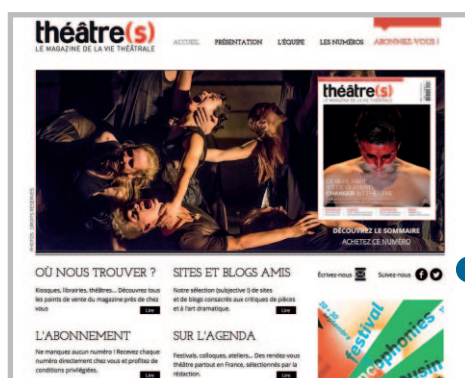 théâtre(s)
LE MAGAZINE DE LA VIE THÉÂTRALE
ACCUEIL PRÉSENTATION L'ÉQUIPE LES NUMÉROS ABONNEZ-VOUS !
théâtre(s)
LE MAGAZINE DE LA VIE THÉÂTRALE
CHANGER
DÉCOUVREZ LE SOMMAIRE
ACHETEZ CE NUMÉRO
PHOTOS : DROITS RÉSERVÉS
OÙ NOUS TROUVER ?
Kiosques, librairies, théâtres... Découvrez tous
les points de vente du magazine près de chez
vous
Lire
SITES ET BLOGS AMIS
Notre sélection (subjective !) de sites
et de blogs consacrés aux critiques de pièces
et à l'art dramatique.
Lire
Écrivez-nous
Suivez-nous
L'ABONNEMENT
Ne manquez aucun numéro ! Recevez chaque
numéro directement chez vous et profitez de
conditions privilégiées.
Lire
SUR L'AGENDA
Festivals, colloques, ateliers... Des rendez-vous
théâtre partout en France, sélectionnés par la
rédaction.
Lire
festival